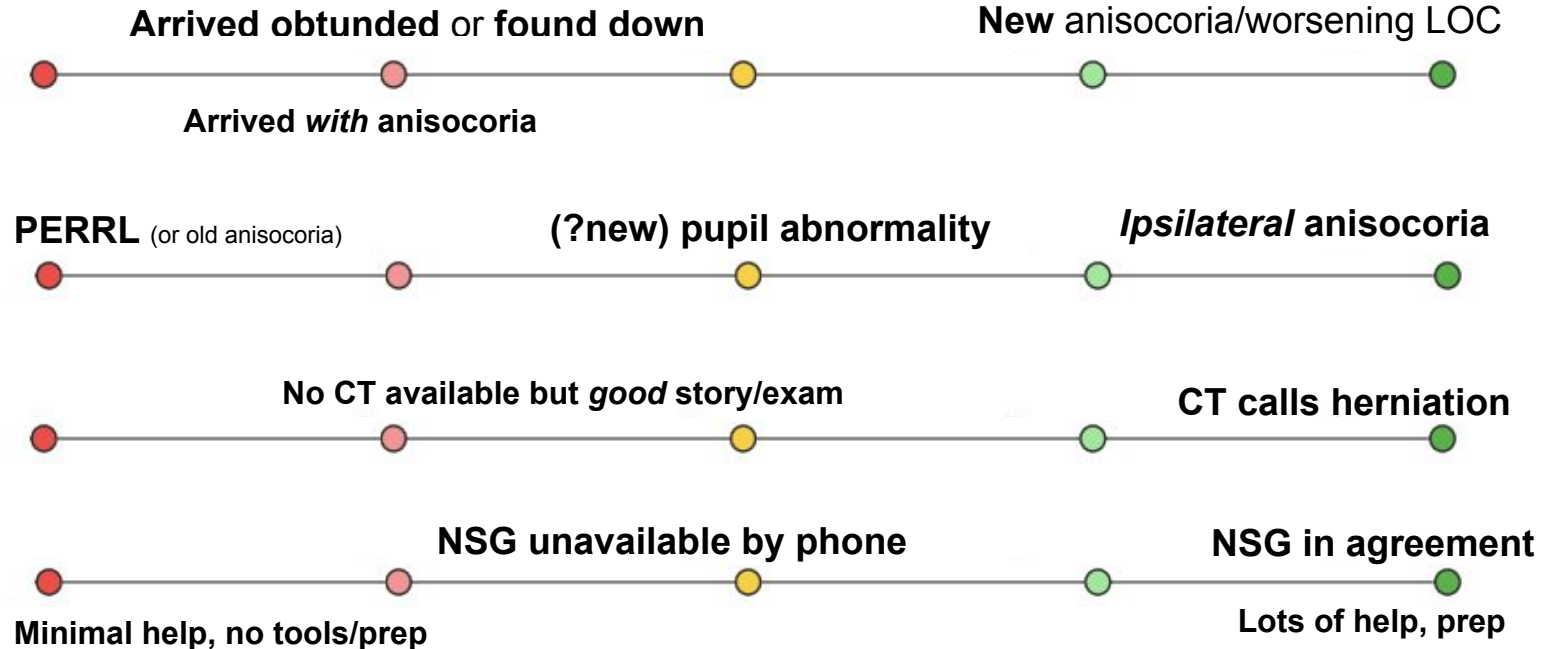 Arrived obtunded or found down
New anisocoria/worsening LOC
Arrived with anisocoria
PERRL (or old anisocoria)
(?new) pupil abnormality
Ipsilateral anisocoria
No CT available but good story/exam
CT calls herniation
NSG unavailable by phone
NSG in agreement
Minimal help, no tools/prep
Lots of help, prep